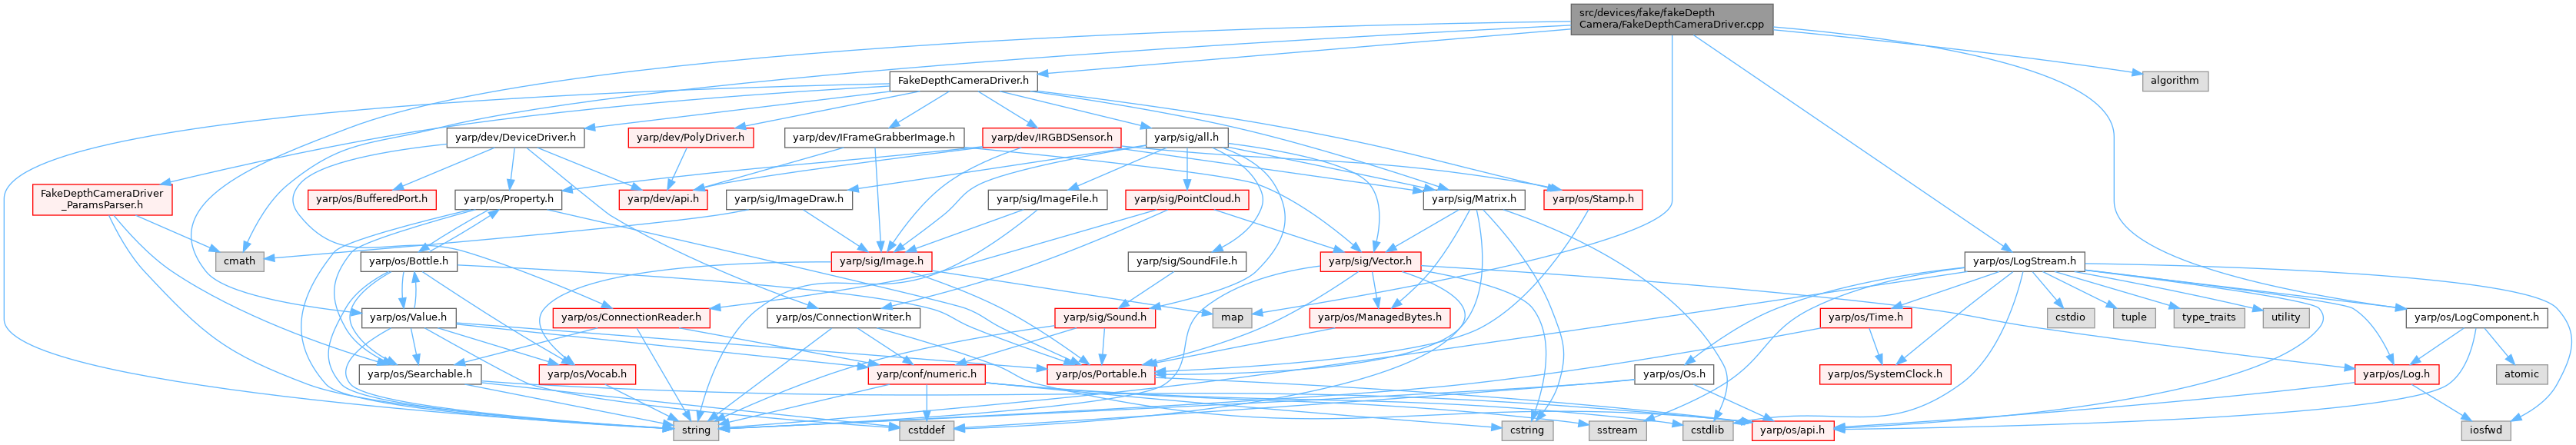 src/devices/fake/fakeDepth
Camera/FakeDepthCameraDriver.cpp
FakeDepthCameraDriver.h
algorithm
yarp/dev/DeviceDriver.h
yarp/dev/PolyDriver.h
yarp/dev/IFrameGrabberImage.h
yarp/dev/IRGBDSensor.h
yarp/sig/all.h
FakeDepthCameraDriver
_ParamsParser.h
yarp/os/BufferedPort.h
yarp/os/Property.h
yarp/dev/api.h
yarp/sig/ImageDraw.h
yarp/sig/ImageFile.h
yarp/sig/PointCloud.h
yarp/sig/Matrix.h
yarp/os/Stamp.h
cmath
yarp/os/Bottle.h
yarp/sig/Image.h
yarp/sig/SoundFile.h
yarp/sig/Vector.h
yarp/os/LogStream.h
yarp/os/Value.h
yarp/os/ConnectionReader.h
yarp/os/ConnectionWriter.h
yarp/sig/Sound.h
map
yarp/os/ManagedBytes.h
yarp/os/Time.h
cstdio
tuple
type_traits
utility
yarp/os/LogComponent.h
yarp/os/Searchable.h
yarp/os/Vocab.h
yarp/conf/numeric.h
yarp/os/Portable.h
yarp/os/Os.h
yarp/os/SystemClock.h
yarp/os/Log.h
atomic
string
cstddef
cstring
sstream
cstdlib
yarp/os/api.h
iosfwd